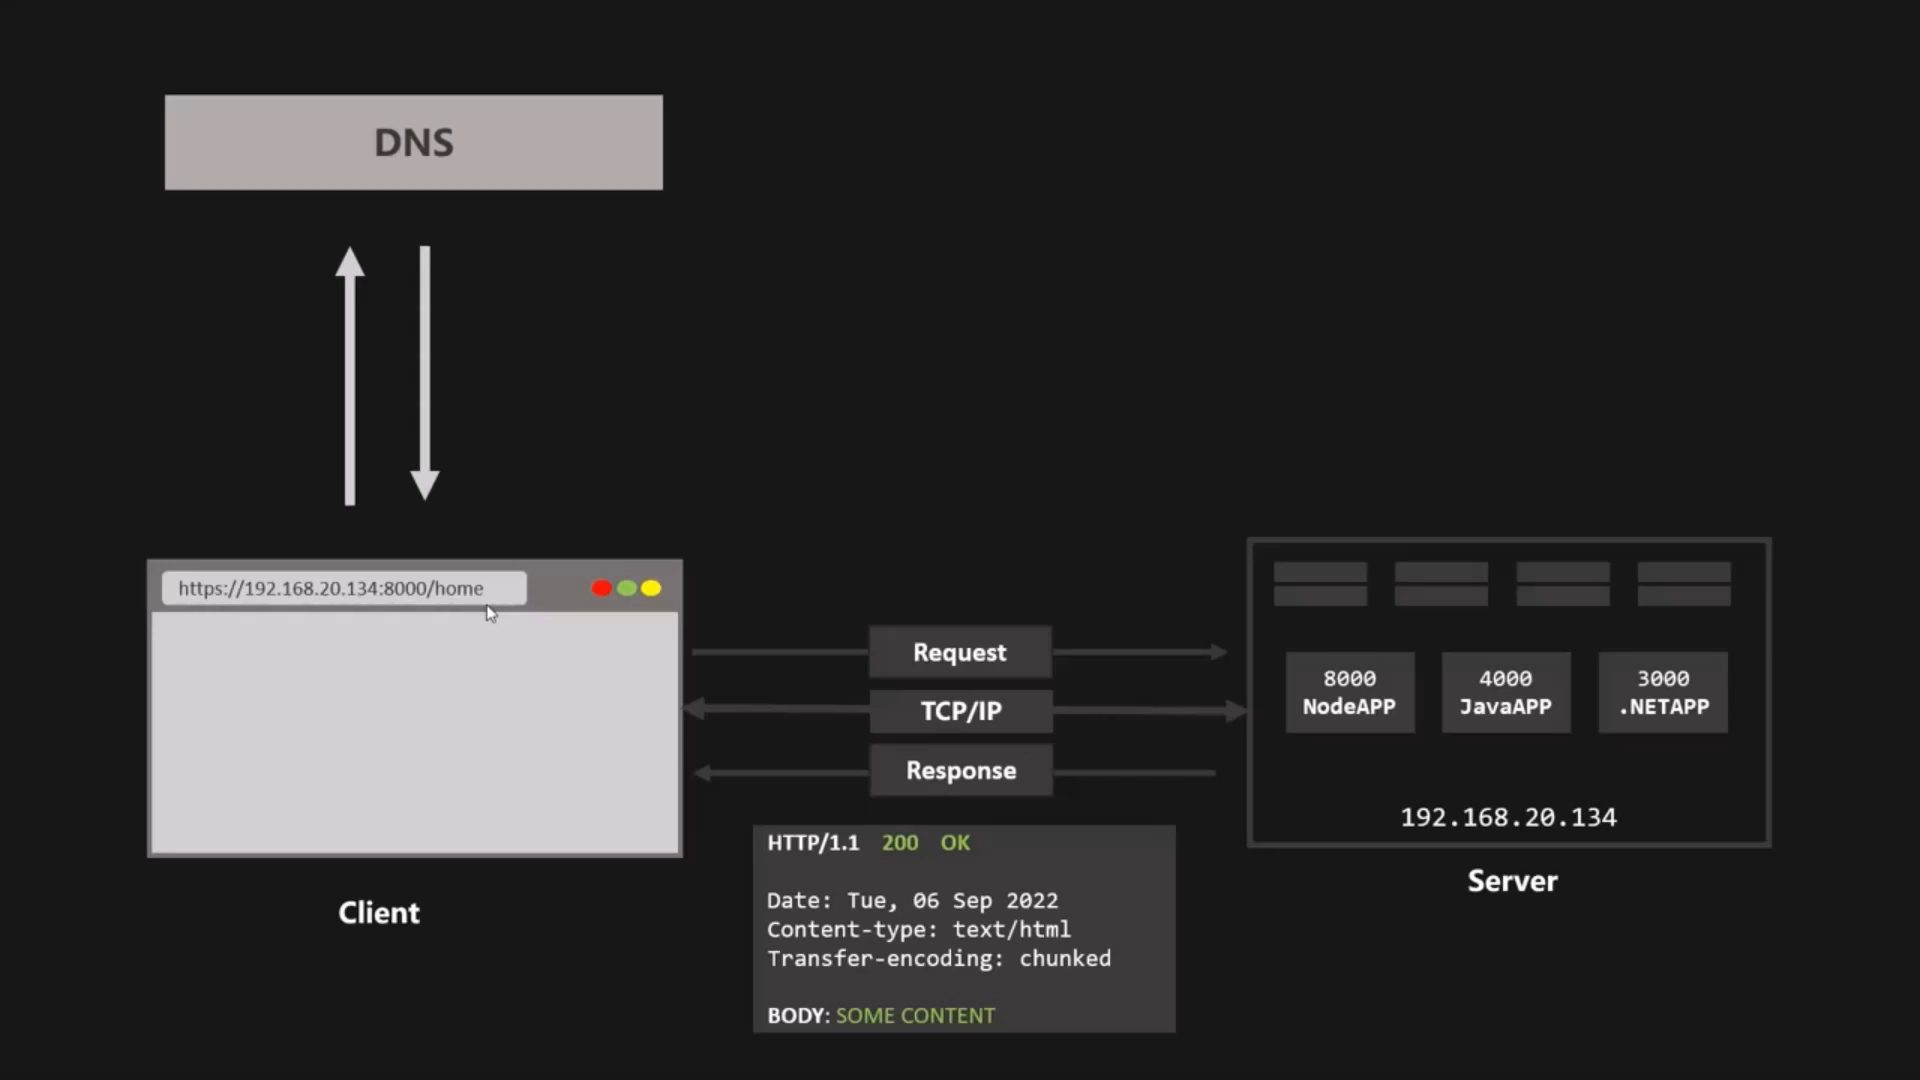 DNS
https://192.168.20.134:8000/home
Request
TCP/IP
Response
8000
NodeAPP
4000
JavaAPP
3000
.NETAPP
192.168.20.134
Server
Client
HTTP/1.1 200 OK
Date: Tue, 06 Sep 2022
Content-type: text/html
Transfer-encoding: chunked
BODY: SOME CONTENT